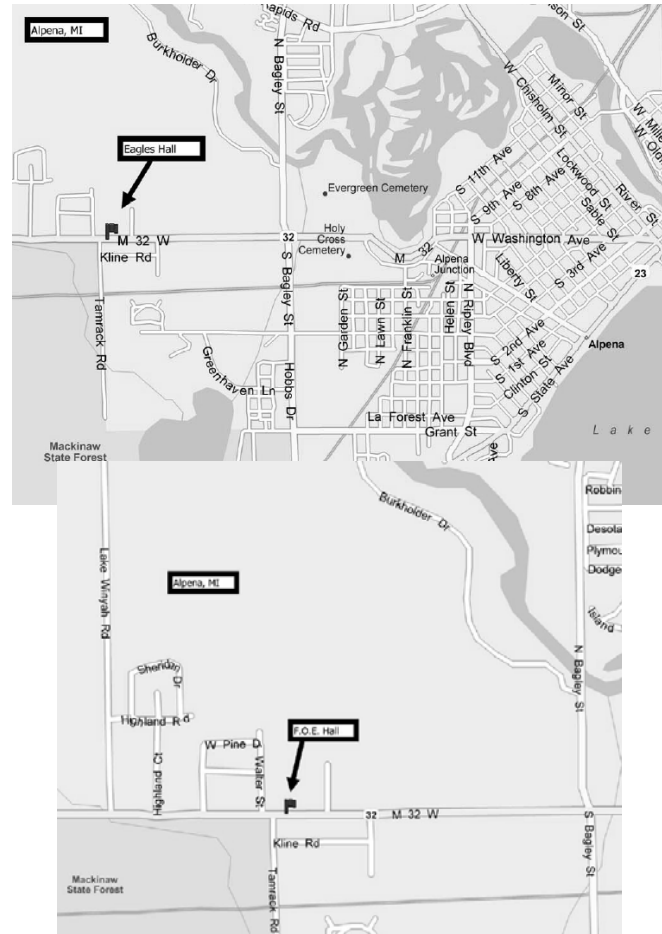 Alpena, MI
Rapids Rd
Burkholder Dr
N Bagley St
W Chisholm St
Minor St
W Mille
W Old
S 11th Ave
S 9th Ave
S 8th Ave
Lockwood St
Sable St
River St
Eagles Hall
Evergreen Cemetery
Holy
Cross
Cemetery
32
M 32 W
Kline Rd
M 32
W Washington Ave
Alpena
Junction
Liberty St
S 3rd Ave
23
S Bagley St
Tamrack Rd
N Garden St
N Lawn St
N Franklin St
Helen St
N Ripley Blvd
S 2nd Ave
S 1st Ave
Clinton St
S State Ave
Alpena
Greenhaven Ln
Hobbs Dr
La Forest Ave
Grant St
Ave
Lake
Mackinaw
State Forest
Burkholder Dr
Robbin
Desota
Plymou
Dodge
Island
Lake Winyah Rd
Alpena, MI
N Bagley St
Sheridan Dr
Highland Rd
Highland Ct
W Pine D
Walter St
F.O.E. Hall
32
M 32 W
S Bagley St
Kline Rd
Tamrack Rd
Mackinaw
State Forest